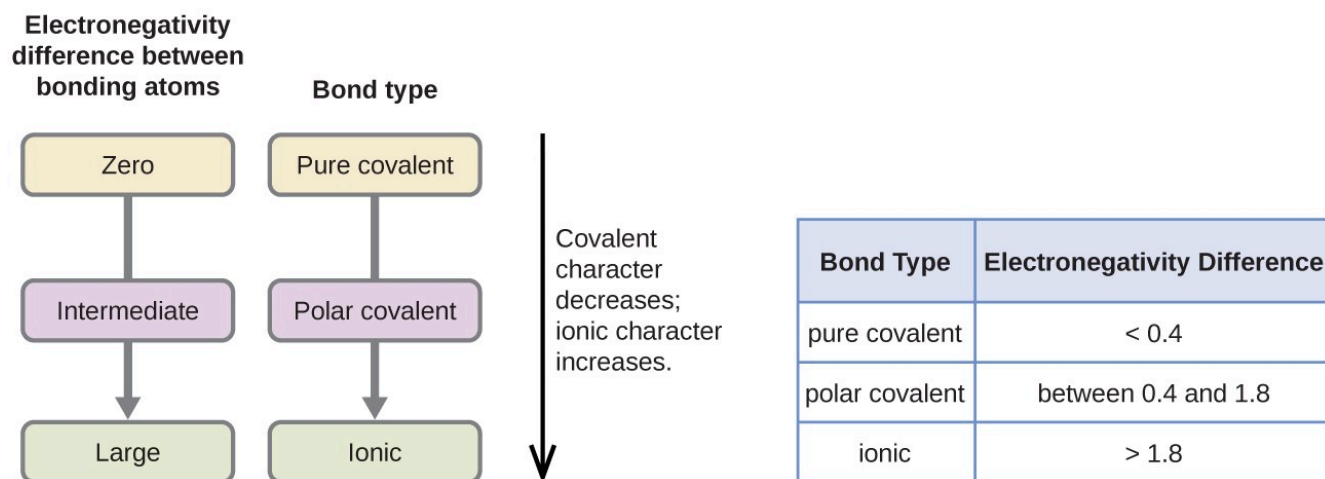 Electronegativity
difference between
bonding atoms
Bond type
Zero
Pure covalent
Intermediate
Polar covalent
Large
Ionic
Covalent
character
decreases;
ionic character
increases.
Bond Type Electronegativity Difference
pure covalent < 0.4
polar covalent between 0.4 and 1.8
ionic > 1.8